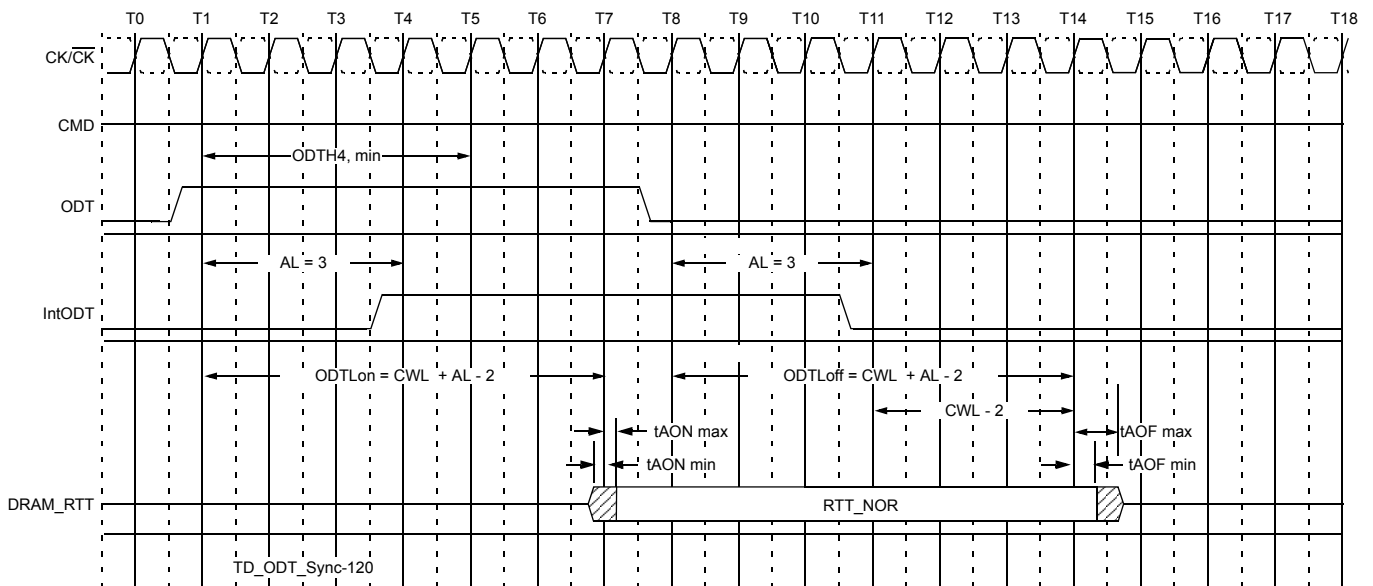 T0 T1 T2 T3 T4 T5 T6 T7 T8 T9 T10 T11 T12 T13 T14 T15 T16 T17 T18
CK/CK
CMD
ODTH4, min
ODT
AL = 3 AL = 3
IntODT
ODTLon = CWL + AL - 2 ODTLoff = CWL + AL - 2
CWL - 2
tAON max tAOF max
tAON min tAOF min
DRAM_RTT RTT_NOR
TD_ODT_Sync-120